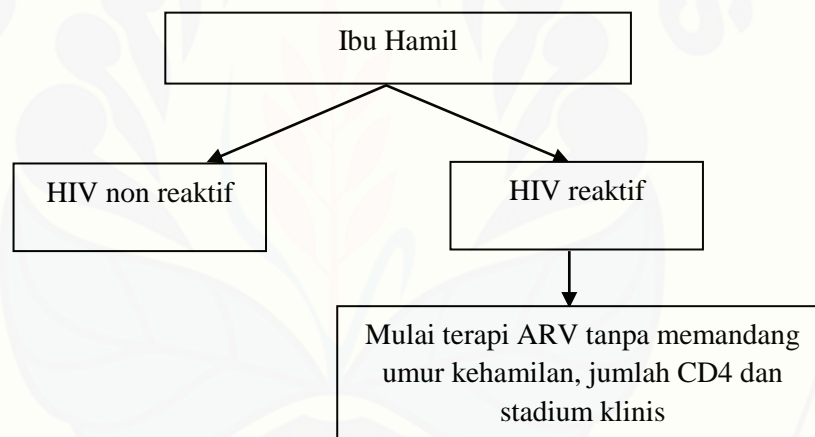 Ibu Hamil
HIV non reaktif
HIV reaktif
Mulai terapi ARV tanpa memandang
umur kehamilan, jumlah CD4 dan
stadium klinis